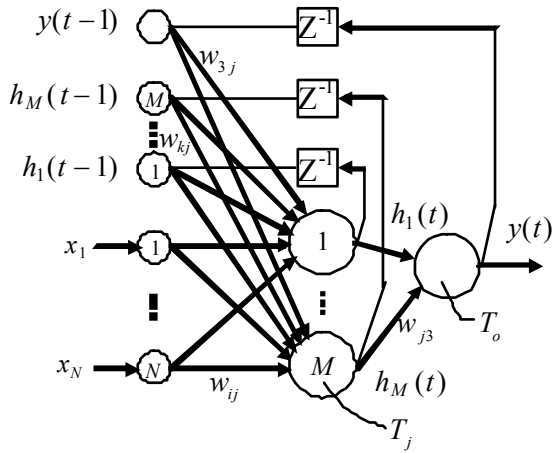 y(t−1)
Z⁻¹
w₃ⱼ
h_M(t−1)
M
Z⁻¹
w_kj
h₁(t−1)
1
Z⁻¹
x₁
1
1
h₁(t)
y(t)
x_N
N
w_ij
M
h_M(t)
w_j3
T_o
T_j